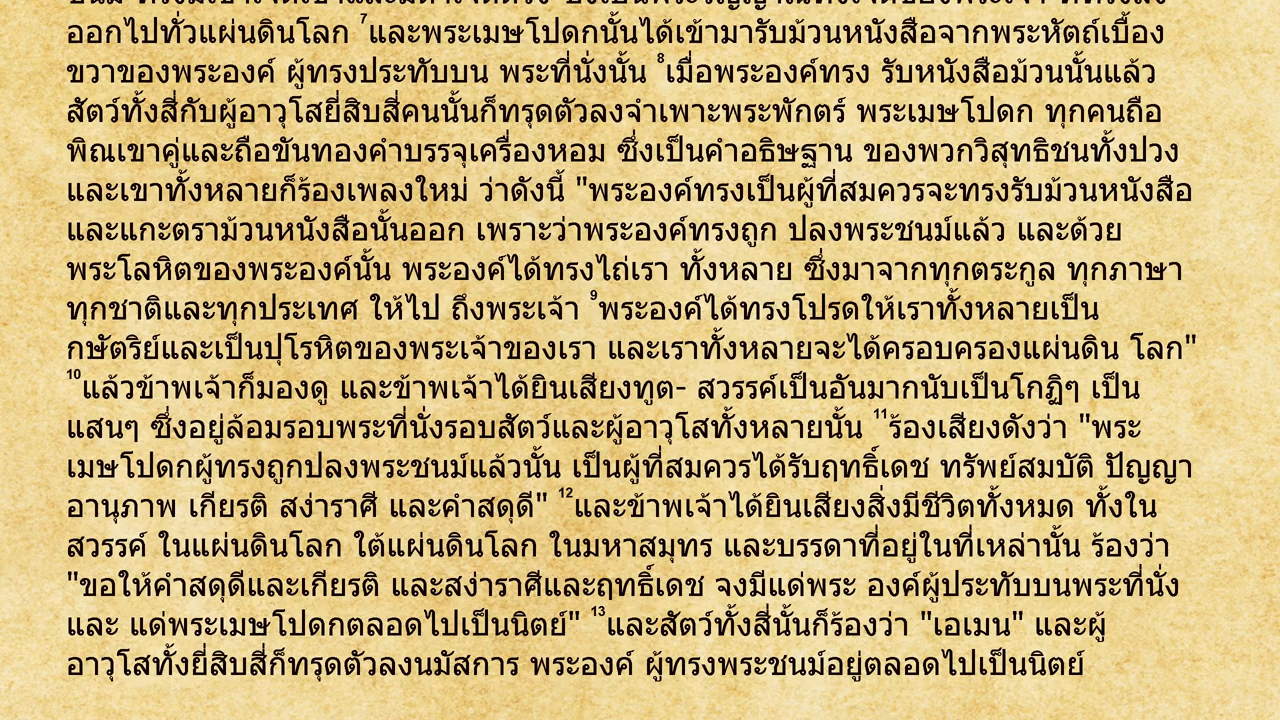 ออกไปทั่วแผ่นดินโลก 7และพระเมษโปดกนั้นได้เข้ามารับม้วนหนังสือจากพระหัตถ์เบื้อง
ขวาของพระองค์ ผู้ทรงประทับบน พระที่นั่งนั้น 8เมื่อพระองค์ทรง รับหนังสือม้วนนั้นแล้ว
สัตว์ทั้งสี่กับผู้อาวุโสยี่สิบสี่คนนั้นก็ทรุดตัวลงจำเพาะพระพักตร์ พระเมษโปดก ทุกคนถือ
พิณเขาคู่และถือขันทองคำบรรจุเครื่องหอม ซึ่งเป็นคำอธิษฐาน ของพวกวิสุทธิชนทั้งปวง
และเขาทั้งหลายก็ร้องเพลงใหม่ ว่าดังนี้ "พระองค์ทรงเป็นผู้ที่สมควรจะทรงรับม้วนหนังสือ
และแกะตราม้วนหนังสือนั้นออก เพราะว่าพระองค์ทรงถูก ปลงพระชนม์แล้ว และด้วย
พระโลหิตของพระองค์นั้น พระองค์ได้ทรงไถ่เรา ทั้งหลาย ซึ่งมาจากทุกตระกูล ทุกภาษา
ทุกชาติและทุกประเทศ ให้ไป ถึงพระเจ้า 9พระองค์ได้ทรงโปรดให้เราทั้งหลายเป็น
กษัตริย์และเป็นปุโรหิตของพระเจ้าของเรา และเราทั้งหลายจะได้ครอบครองแผ่นดิน โลก"
10แล้วข้าพเจ้าก็มองดู และข้าพเจ้าได้ยินเสียงทูต- สวรรค์เป็นอันมากนับเป็นโกฏิๆ เป็น
แสนๆ ซึ่งอยู่ล้อมรอบพระที่นั่งรอบสัตว์และผู้อาวุโสทั้งหลายนั้น 11ร้องเสียงดังว่า "พระ
เมษโปดกผู้ทรงถูกปลงพระชนม์แล้วนั้น เป็นผู้ที่สมควรได้รับฤทธิ์เดช ทรัพย์สมบัติ ปัญญา
อานุภาพ เกียรติ สง่าราศี และคำสดุดี" 12และข้าพเจ้าได้ยินเสียงสิ่งมีชีวิตทั้งหมด ทั้งใน
สวรรค์ ในแผ่นดินโลก ใต้แผ่นดินโลก ในมหาสมุทร และบรรดาที่อยู่ในที่เหล่านั้น ร้องว่า
"ขอให้คำสดุดีและเกียรติ และสง่าราศีและฤทธิ์เดช จงมีแด่พระ องค์ผู้ประทับบนพระที่นั่ง
และ แด่พระเมษโปดกตลอดไปเป็นนิตย์" 13และสัตว์ทั้งสี่นั้นก็ร้องว่า "เอเมน" และผู้
อาวุโสทั้งยี่สิบสี่ก็ทรุดตัวลงนมัสการ พระองค์ ผู้ทรงพระชนม์อยู่ตลอดไปเป็นนิตย์